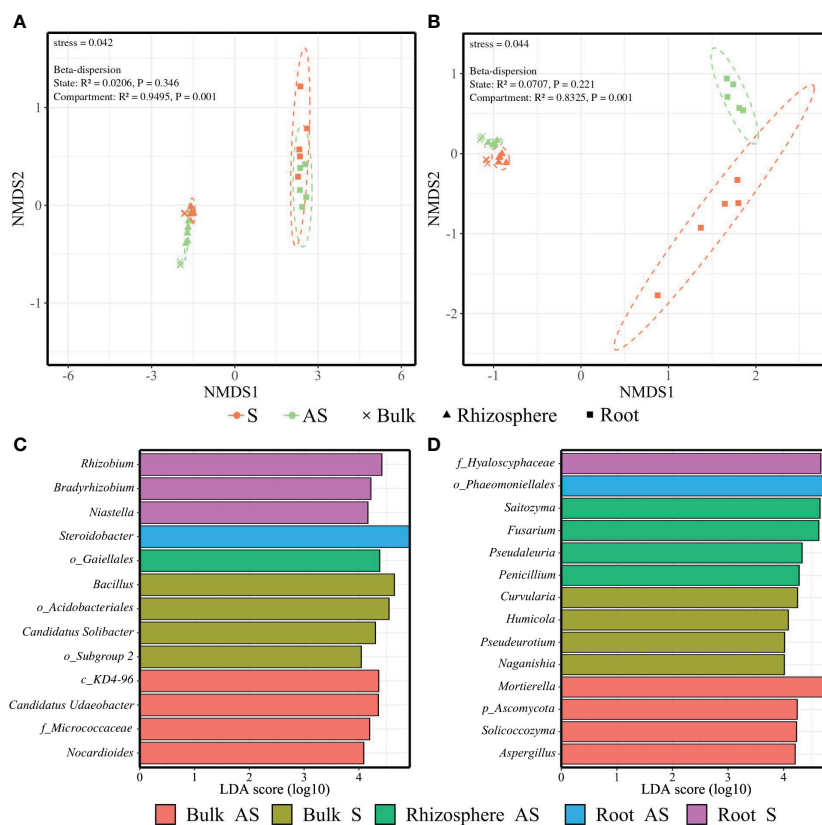 A
B
stress = 0.042
Beta-dispersion
State: R² = 0.0206, P = 0.346
Compartment: R² = 0.9495, P = 0.001
NMDS2
1
0
-1
-6
-3
0
3
6
NMDS1
stress = 0.044
Beta-dispersion
State: R² = 0.0707, P = 0.221
Compartment: R² = 0.8325, P = 0.001
NMDS2
1
0
-1
-2
-1
0
1
2
NMDS1
S
AS
Bulk
Rhizosphere
Root
C
Rhizobium
Bradyrhizobium
Niastella
Steroidobacter
o_Gaiellales
Bacillus
o_Acidobacteriales
Candidatus Solibacter
o_Subgroup 2
c_KD4-96
Candidatus Udaeobacter
f_Micrococcaceae
Nocardioides
0
1
2
3
4
LDA score (log10)
D
f_Hyaloscyphaceae
o_Phaeomoniellales
Saitozyma
Fusarium
Pseudaleuria
Penicillium
Curvularia
Humicola
Pseudeurotium
Naganishia
Mortierella
p_Ascomycota
Solicoccozyma
Aspergillus
0
1
2
3
4
LDA score (log10)
Bulk AS
Bulk S
Rhizosphere AS
Root AS
Root S